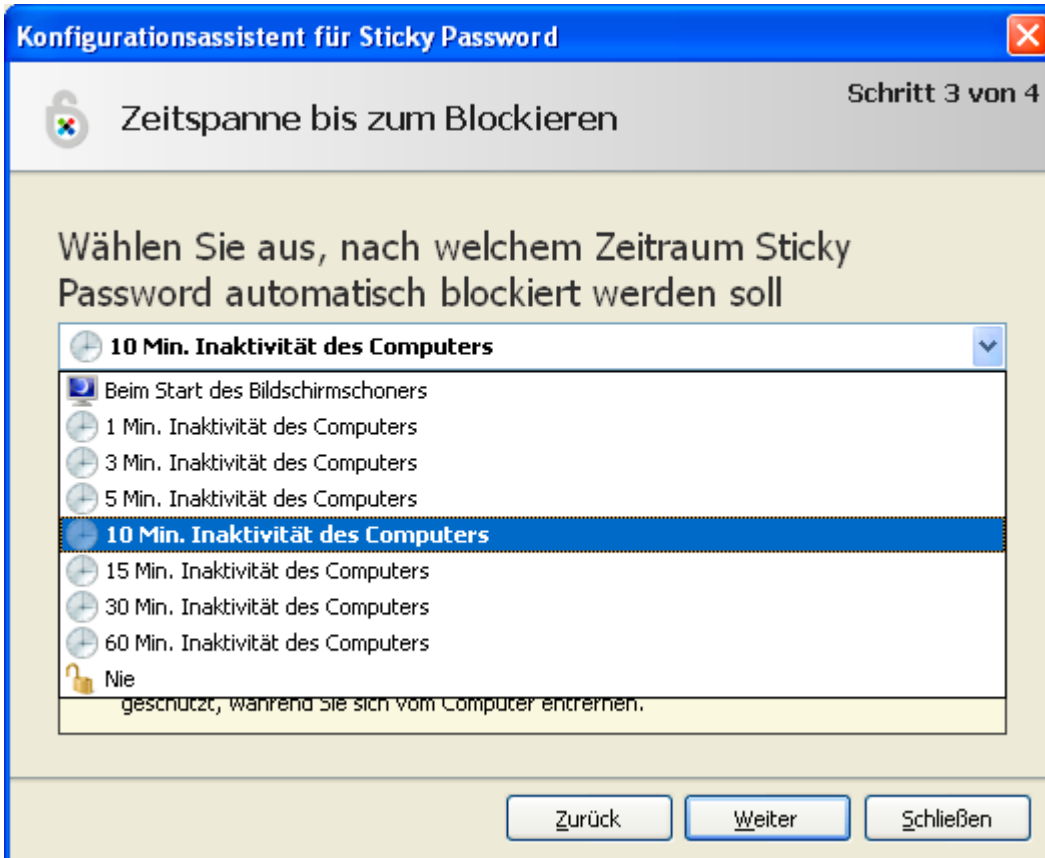 Konfigurationsassistent für Sticky Password
Schritt 3 von 4
Zeitspanne bis zum Blockieren
Wählen Sie aus, nach welchem Zeitraum Sticky
Password automatisch blockiert werden soll
10 Min. Inaktivität des Computers
Beim Start des Bildschirmschoners
1 Min. Inaktivität des Computers
3 Min. Inaktivität des Computers
5 Min. Inaktivität des Computers
10 Min. Inaktivität des Computers
15 Min. Inaktivität des Computers
30 Min. Inaktivität des Computers
60 Min. Inaktivität des Computers
Nie
geschützt, während Sie sich vom Computer entfernen.
Zurück
Weiter
Schließen